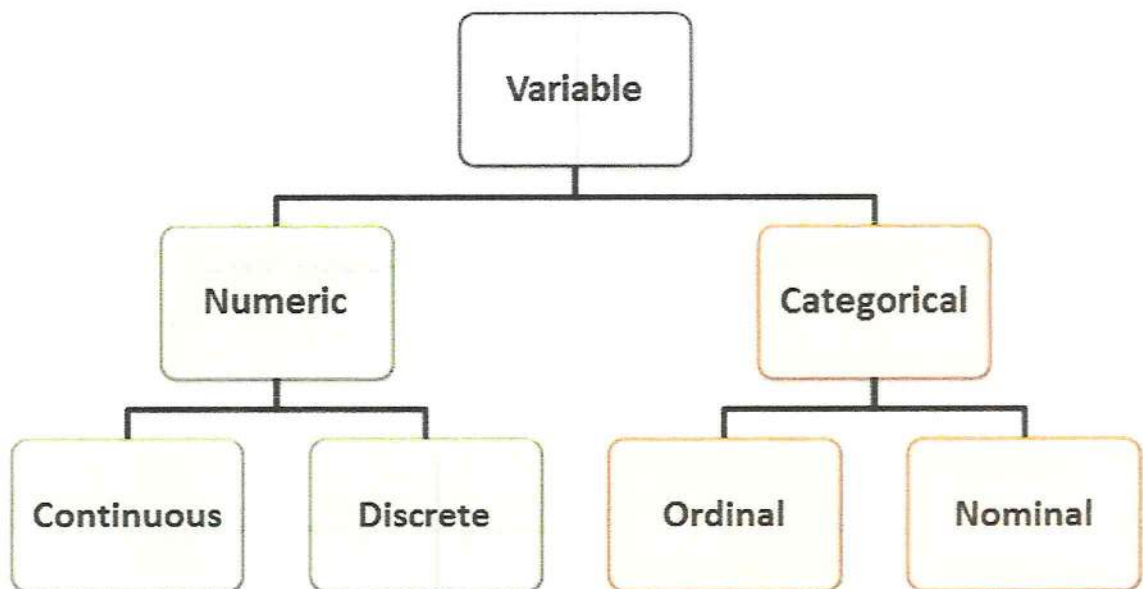 Variable
Numeric
Categorical
Continuous
Discrete
Ordinal
Nominal